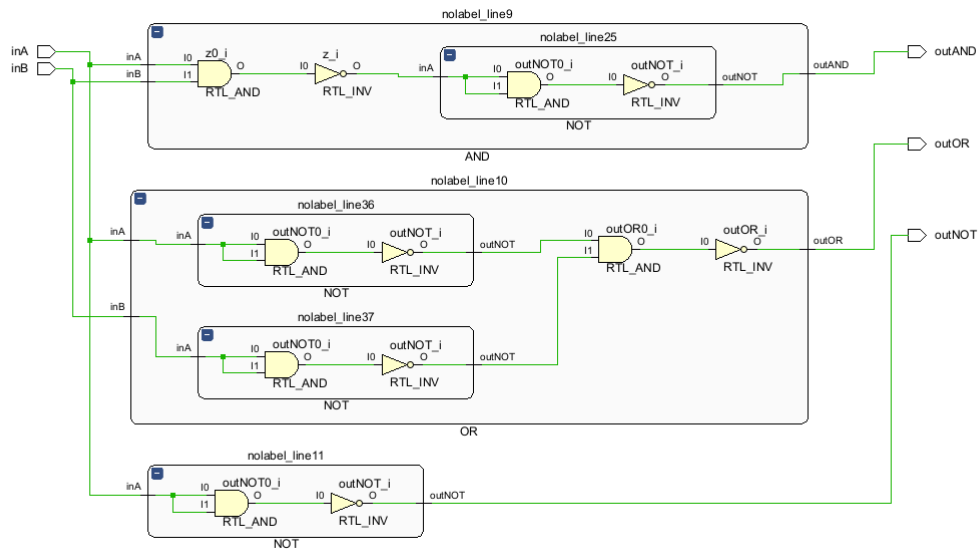 nolabel_line9
inA
inB
inA
inB
I0
I1
z0_i
O
RTL_AND
I0
z_i
O
RTL_INV
nolabel_line25
inA
I0
I1
outNOT0_i
O
RTL_AND
I0
outNOT_i
O
RTL_INV
outNOT
NOT
outAND
outAND
AND
outOR
nolabel_line10
nolabel_line36
inA
inA
I0
I1
outNOT0_i
O
RTL_AND
I0
outNOT_i
O
RTL_INV
outNOT
NOT
I0
I1
outOR0_i
O
RTL_AND
I0
outOR_i
O
RTL_INV
outOR
outNOT
inB
nolabel_line37
inA
I0
I1
outNOT0_i
O
RTL_AND
I0
outNOT_i
O
RTL_INV
outNOT
NOT
OR
nolabel_line11
inA
I0
I1
outNOT0_i
O
RTL_AND
I0
outNOT_i
O
RTL_INV
outNOT
NOT